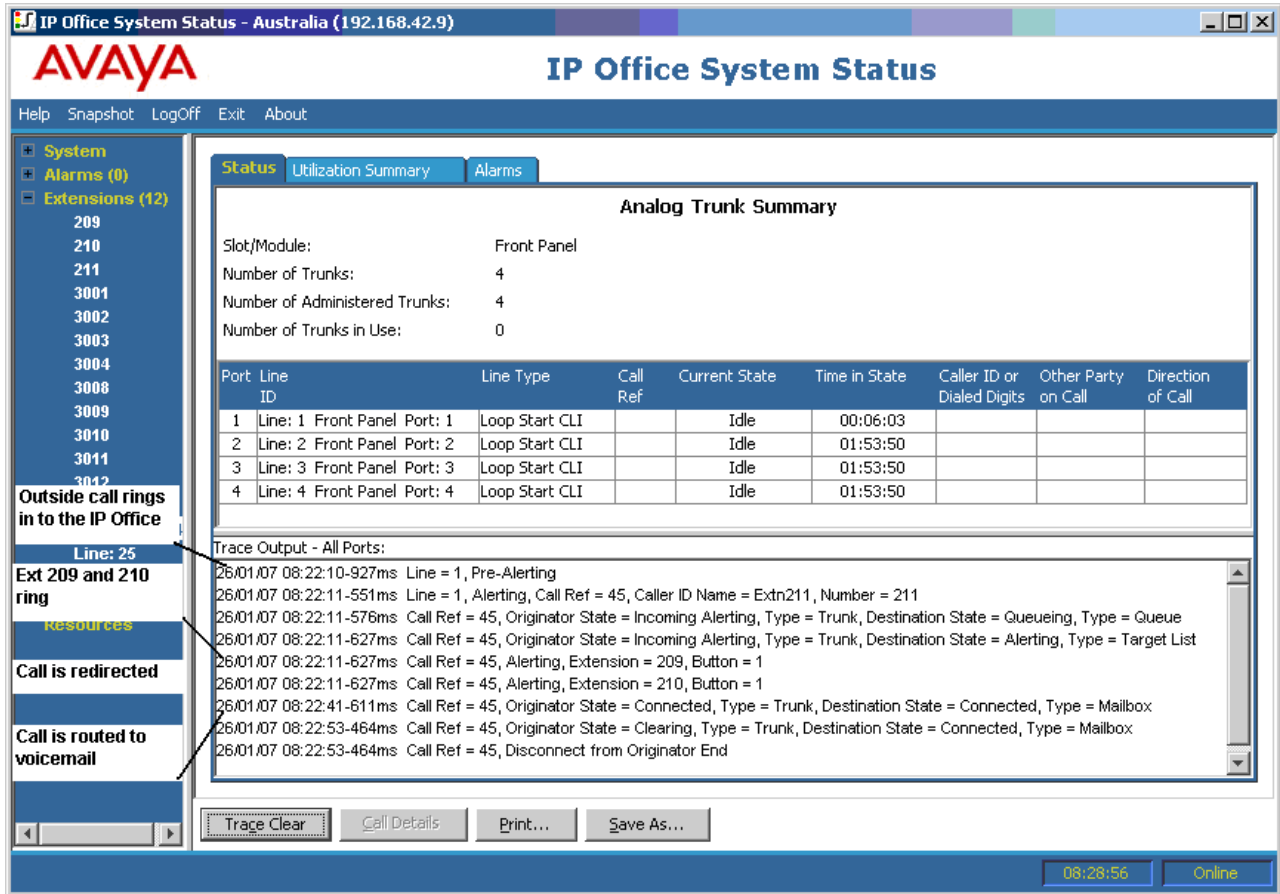 IP Office System Status - Australia (192.168.42.9)
AVAYA
IP Office System Status
Help Snapshot LogOff Exit About
System
Alarms (0)
Extensions (12)
209
210
211
3001
3002
3003
3004
3008
3009
3010
3011
3012
Outside call rings
in to the IP Office
Line: 25
Ext 209 and 210
ring
Resources
Call is redirected
Call is routed to
voicemail
Status Utilization Summary Alarms
Analog Trunk Summary
Slot/Module: Front Panel
Number of Trunks: 4
Number of Administered Trunks: 4
Number of Trunks in Use: 0
Port Line ID Line Type Call Ref Current State Time in State Caller ID or Dialed Digits Other Party on Call Direction of Call
1 Line: 1 Front Panel Port: 1 Loop Start CLI Idle 00:06:03
2 Line: 2 Front Panel Port: 2 Loop Start CLI Idle 01:53:50
3 Line: 3 Front Panel Port: 3 Loop Start CLI Idle 01:53:50
4 Line: 4 Front Panel Port: 4 Loop Start CLI Idle 01:53:50
Trace Output - All Ports:
26/01/07 08:22:10-927ms Line = 1, Pre-Alerting
26/01/07 08:22:11-551ms Line = 1, Alerting, Call Ref = 45, Caller ID Name = Extn211, Number = 211
26/01/07 08:22:11-576ms Call Ref = 45, Originator State = Incoming Alerting, Type = Trunk, Destination State = Queueing, Type = Queue
26/01/07 08:22:11-627ms Call Ref = 45, Originator State = Incoming Alerting, Type = Trunk, Destination State = Alerting, Type = Target List
26/01/07 08:22:11-627ms Call Ref = 45, Alerting, Extension = 209, Button = 1
26/01/07 08:22:11-627ms Call Ref = 45, Alerting, Extension = 210, Button = 1
26/01/07 08:22:41-611ms Call Ref = 45, Originator State = Connected, Type = Trunk, Destination State = Connected, Type = Mailbox
26/01/07 08:22:53-464ms Call Ref = 45, Originator State = Clearing, Type = Trunk, Destination State = Connected, Type = Mailbox
26/01/07 08:22:53-464ms Call Ref = 45, Disconnect from Originator End
Trace Clear Call Details Print... Save As...
08:28:56 Online